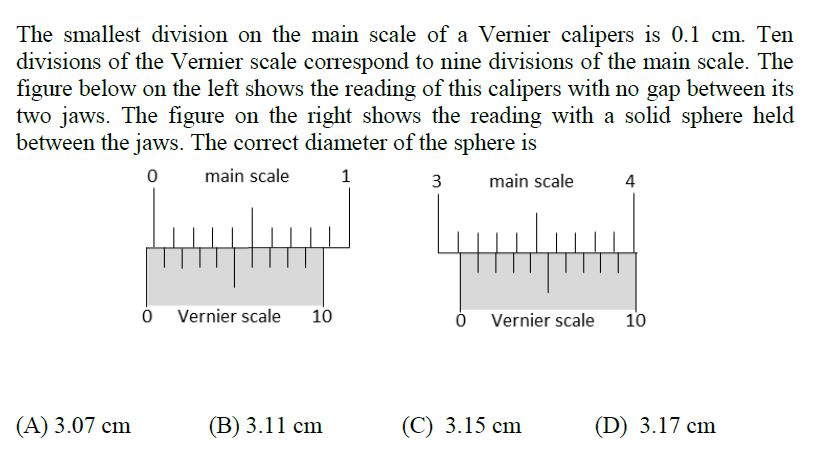 The smallest division on the main scale of a Vernier calipers is 0.1 cm. Ten
divisions of the Vernier scale correspond to nine divisions of the main scale. The
figure below on the left shows the reading of this calipers with no gap between its
two jaws. The figure on the right shows the reading with a solid sphere held
between the jaws. The correct diameter of the sphere is
0 main scale 1
0 Vernier scale 10
3 main scale 4
0 Vernier scale 10
(A) 3.07 cm (B) 3.11 cm (C) 3.15 cm (D) 3.17 cm